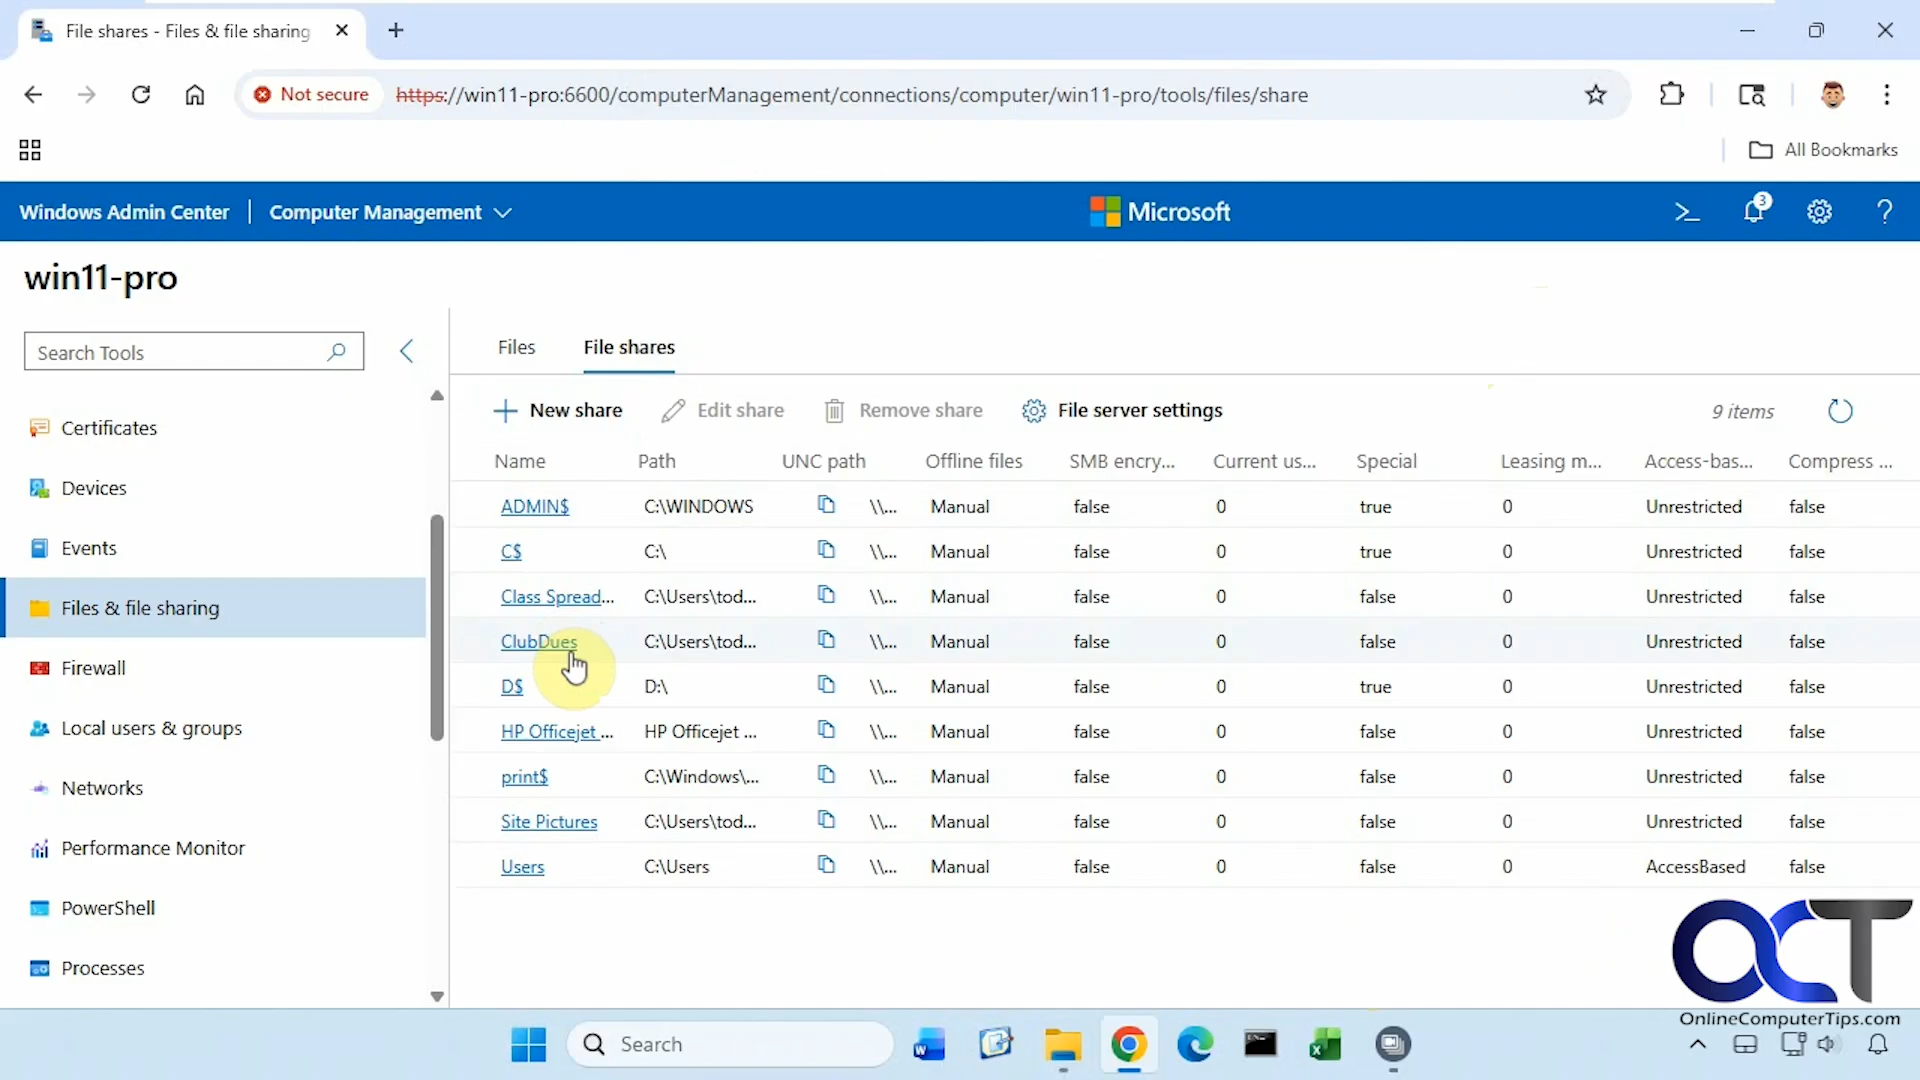 File shares - Files & file sharing
Not secure
https://win11-pro:6600/computerManagement/connections/computer/win11-pro/tools/files/share
All Bookmarks
Windows Admin Center
Computer Management
Microsoft
3
win11-pro
Search Tools
Certificates
Devices
Events
Files & file sharing
Firewall
Local users & groups
Networks
Performance Monitor
PowerShell
Processes
Files
File shares
New share
Edit share
Remove share
File server settings
9 items
Name Path UNC path Offline files SMB encry... Current us... Special Leasing m... Access-bas... Compress ...
ADMIN$ C:\WINDOWS \\... Manual false 0 true 0 Unrestricted false
C$ C:\ \\... Manual false 0 true 0 Unrestricted false
Class Spread... C:\Users\tod... \\... Manual false 0 false 0 Unrestricted false
ClubDues C:\Users\tod... \\... Manual false 0 false 0 Unrestricted false
D$ D:\ \\... Manual false 0 true 0 Unrestricted false
HP Officejet ... HP Officejet ... \\... Manual false 0 false 0 Unrestricted false
print$ C:\Windows\... \\... Manual false 0 false 0 Unrestricted false
Site Pictures C:\Users\tod... \\... Manual false 0 false 0 Unrestricted false
Users C:\Users \\... Manual false 0 false 0 AccessBased false
OCT
OnlineComputerTips.com
Search